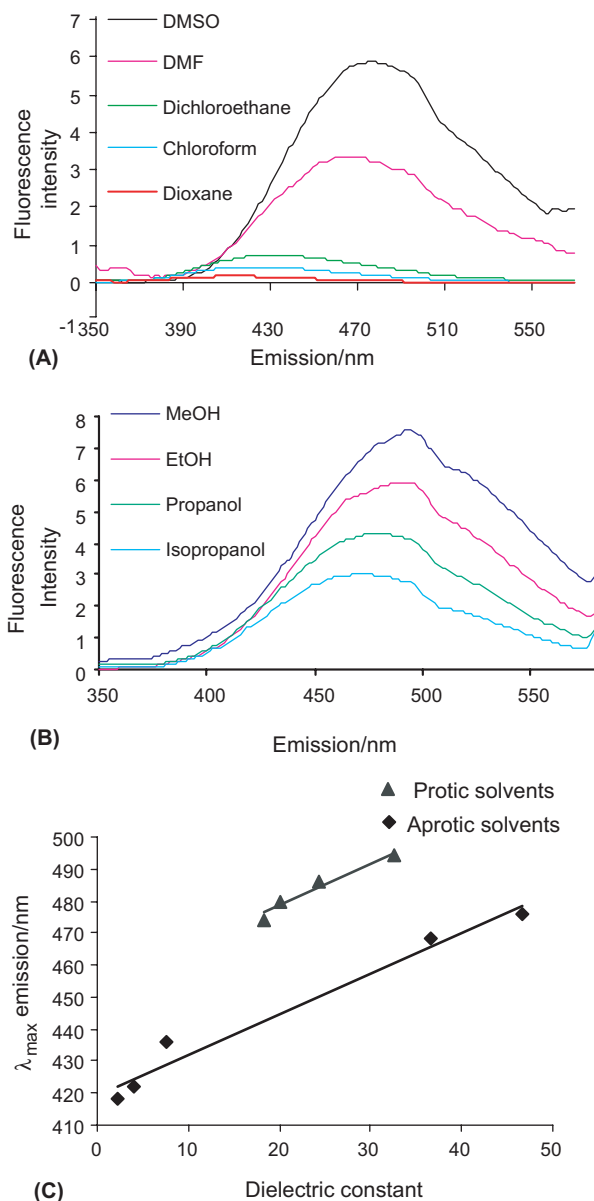 7
6
5
4
3
2
1
0
-1
DMSO
DMF
Dichloroethane
Chloroform
Dioxane
Fluorescence
intensity
350
390
430
470
510
550
Emission/nm
(A)
8
7
6
5
4
3
2
1
0
MeOH
EtOH
Propanol
Isopropanol
Fluorescence
Intensity
350
400
450
500
550
Emission/nm
(B)
Protic solvents
Aprotic solvents
500
490
480
470
460
450
440
430
420
410
λmax emission/nm
0
10
20
30
40
50
Dielectric constant
(C)